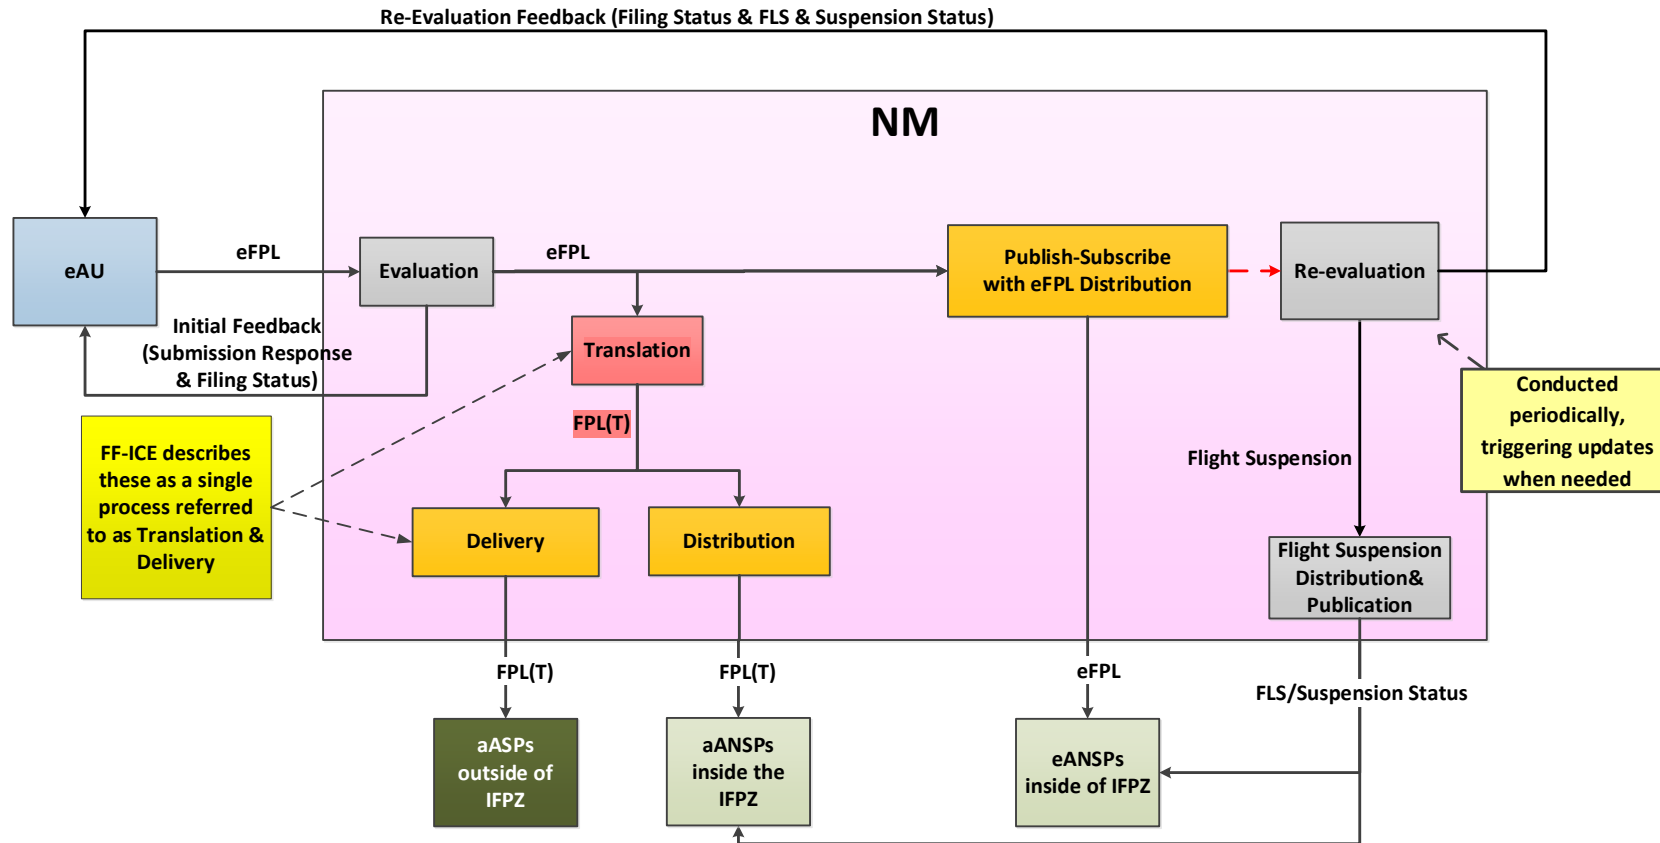 Re-Evaluation Feedback (Filing Status & FLS & Suspension Status)
NM
eAU
eFPL
Evaluation
eFPL
Publish-Subscribe
with eFPL Distribution
Re-evaluation
Initial Feedback
(Submission Response
& Filing Status)
Translation
Conducted
periodically,
triggering updates
when needed
FPL(T)
FF-ICE describes
these as a single
process referred
to as Translation &
Delivery
Flight Suspension
Delivery
Distribution
Flight Suspension
Distribution&
Publication
FPL(T)
FPL(T)
eFPL
FLS/Suspension Status
aASPs
outside of
IFPZ
aANSPs
inside the
IFPZ
eANSPs
inside of IFPZ